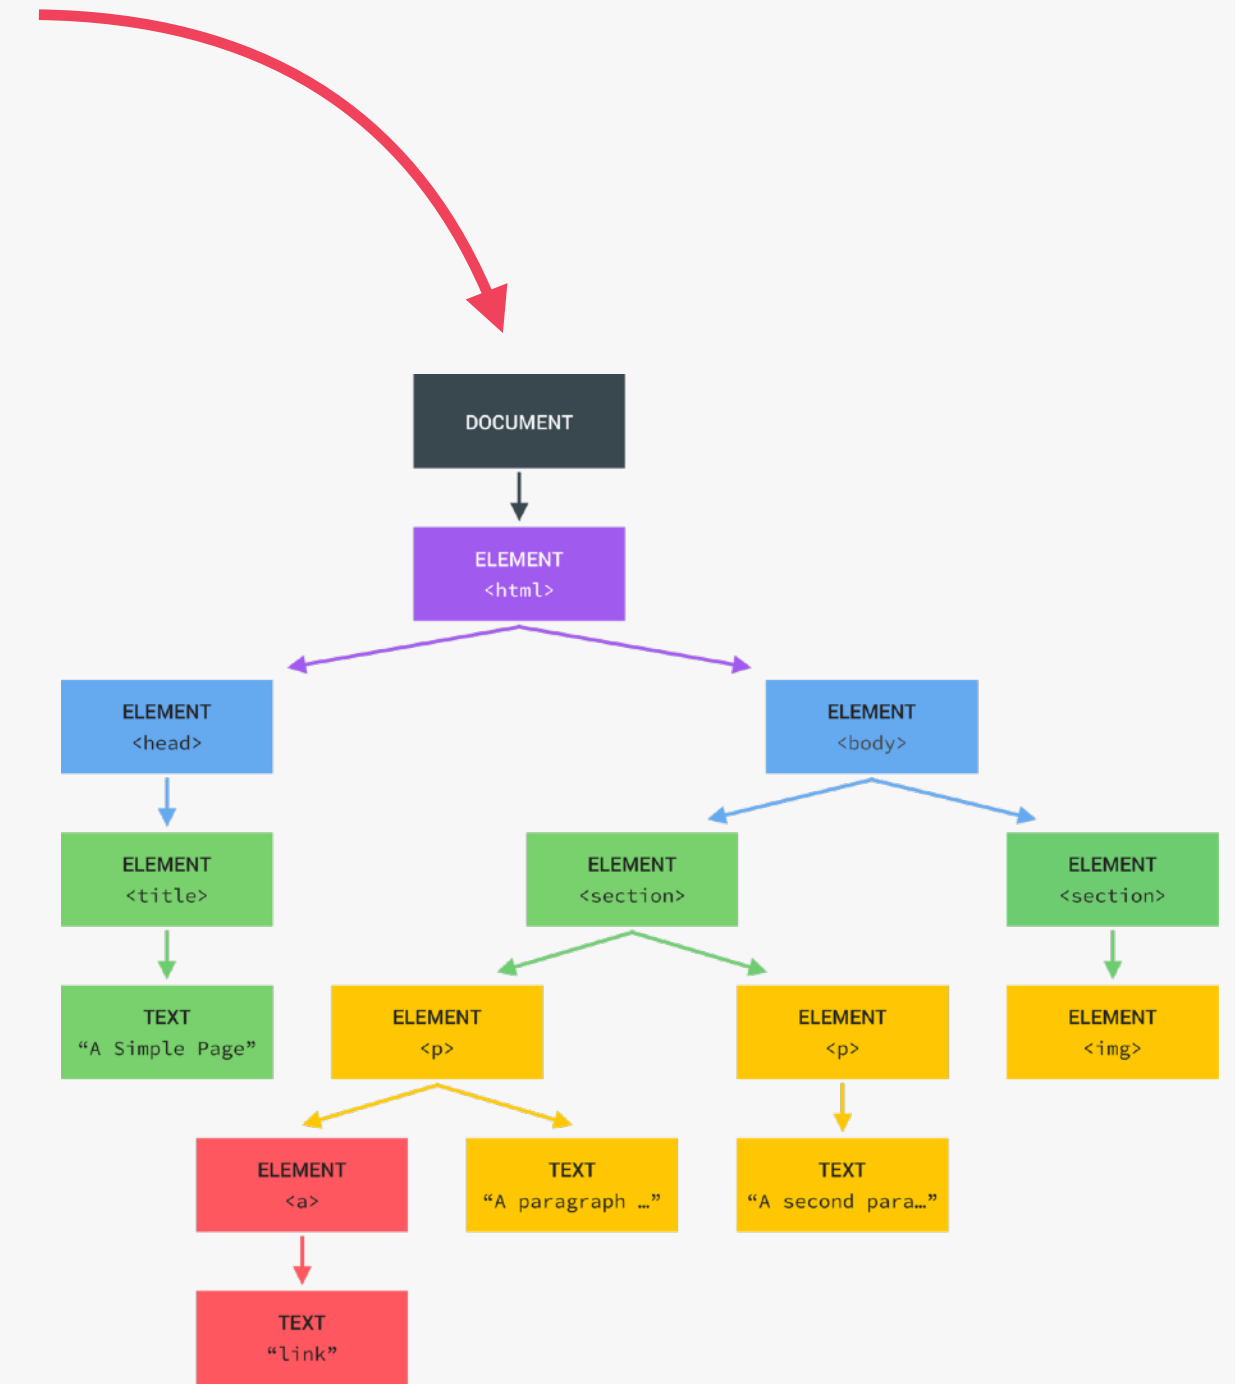 DOCUMENT
ELEMENT
<html>
ELEMENT
<head>
ELEMENT
<body>
ELEMENT
<title>
ELEMENT
<section>
ELEMENT
<section>
TEXT
“A Simple Page”
ELEMENT
<p>
ELEMENT
<p>
ELEMENT
<img>
ELEMENT
<a>
TEXT
“A paragraph …”
TEXT
“A second para…”
TEXT
“link”